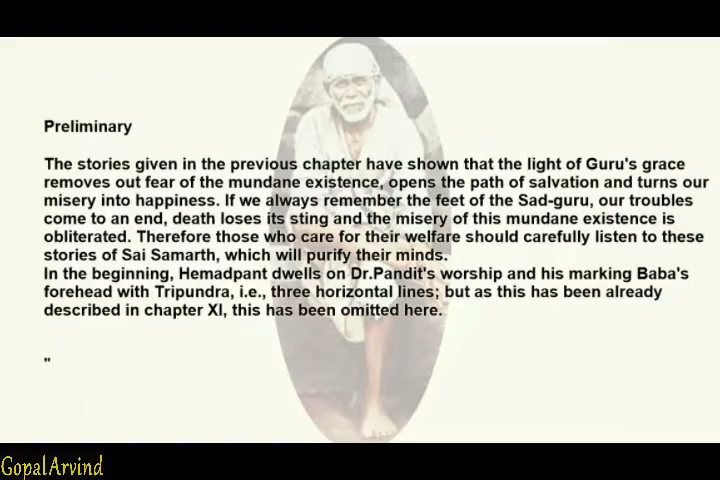 Preliminary
The stories given in the previous chapter have shown that the light of Guru's grace
removes out fear of the mundane existence, opens the path of salvation and turns our
misery into happiness. If we always remember the feet of the Sad-guru, our troubles
come to an end, death loses its sting and the misery of this mundane existence is
obliterated. Therefore those who care for their welfare should carefully listen to these
stories of Sai Samarth, which will purify their minds.
In the beginning, Hemadpant dwells on Dr.Pandit's worship and his marking Baba's
forehead with Tripundra, i.e., three horizontal lines; but as this has been already
described in chapter XI, this has been omitted here.
"
GopalArvind